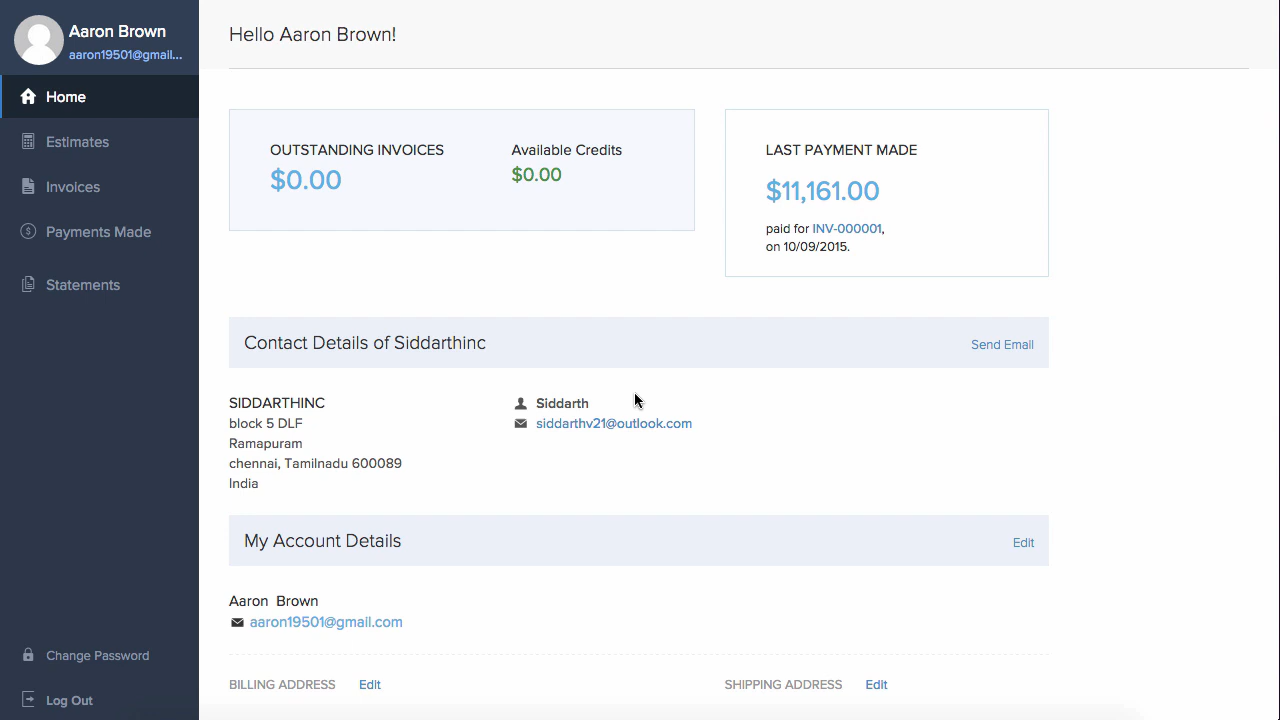 Aaron Brown
aaron19501@gmail...
Home
Estimates
Invoices
Payments Made
Statements
Change Password
Log Out
Hello Aaron Brown!
OUTSTANDING INVOICES
$0.00
Available Credits
$0.00
LAST PAYMENT MADE
$11,161.00
paid for INV-000001,
on 10/09/2015.
Contact Details of Siddarthinc
Send Email
SIDDARTHINC
block 5 DLF
Ramapuram
chennai, Tamilnadu 600089
India
Siddarth
siddarthv21@outlook.com
My Account Details
Edit
Aaron Brown
aaron19501@gmail.com
BILLING ADDRESS Edit
SHIPPING ADDRESS Edit